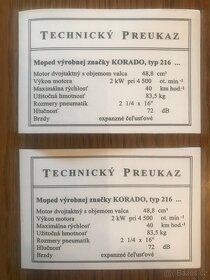 TECHNICKÝ PREUKAZ
Moped výrobnej značky KORADO, typ 216 ...
Motor dvojtaktný s objemom valca 48,8 cm³
Výkon motora 2 kW pri 4 500 ot. min⁻¹
Maximálna rýchlosť 40 km hod⁻¹
Užitočná hmotnosť 83,5 kg
Rozmery pneumatik 2 1/4 x 16"
Hlučnosť 72 dB
Brzdy expanzné čeľusťové
TECHNICKÝ PREUKAZ
Moped výrobnej značky KORADO, typ 216 ...
Motor dvojtaktný s objemom valca 48,8 cm³
Výkon motora 2 kW pri 4 500 ot. min⁻¹
Maximálna rýchlosť 40 km hod⁻¹
Užitočná hmotnosť 83,5 kg
Rozmery pneumatik 2 1/4 x 16"
Hlučnosť 72 dB
Brzdy expanzné čeľusťové